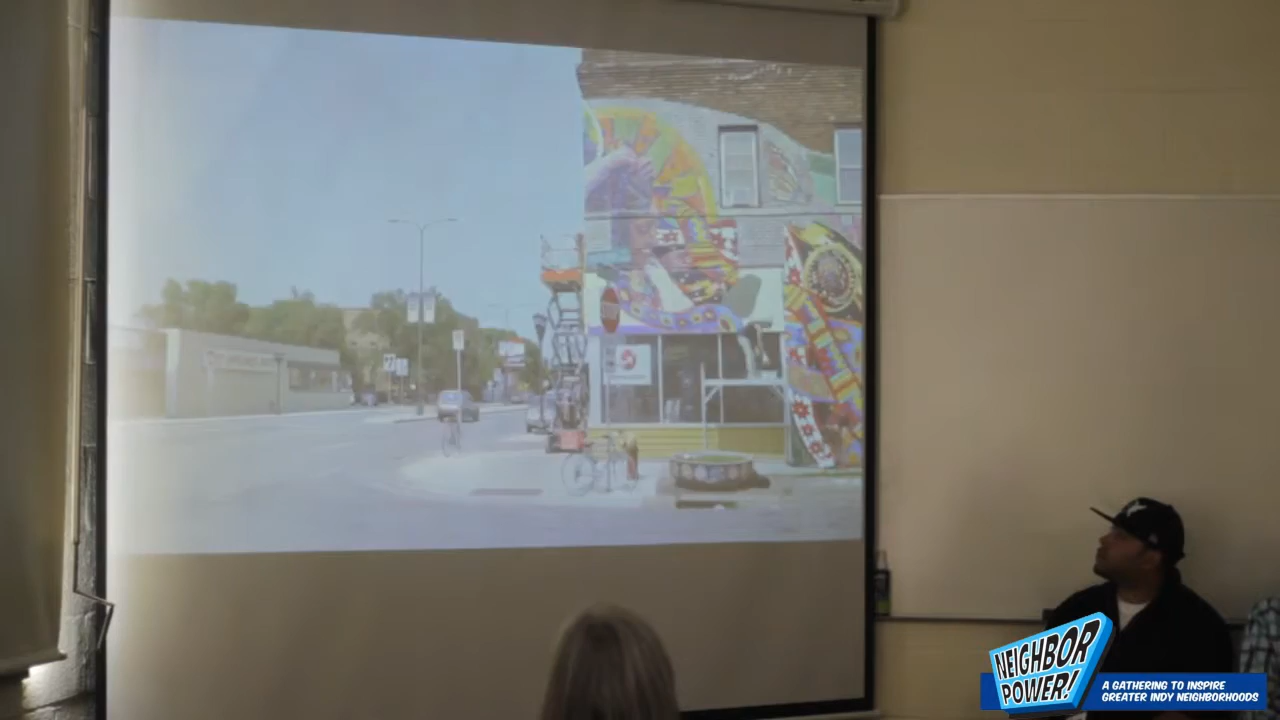 NEIGHBOR
POWER!
A GATHERING TO INSPIRE
GREATER INDY NEIGHBORHOODS